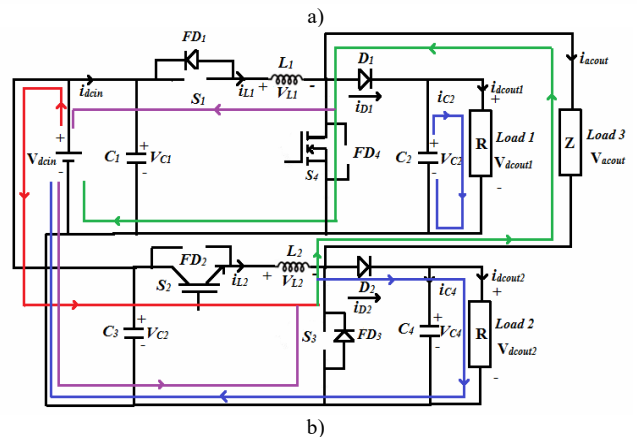 a)
FD1
L1
D1
idcin
iL1
+ VL1 -
iD1
S1
iacout
idcout1
+
iC2
+
Vdcin
-
C1
+
VC1
-
S4
FD4
C2
+
VC2
-
R
Load 1
Vdcout1
-
Z
Load 3
Vacout
FD2
L2
D2
S2
iL2
+ VL2 -
iD2
iC4
idcout2
+
C3
+
VC2
-
S3
FD3
C4
+
VC4
-
R
Load 2
Vdcout2
-
b)